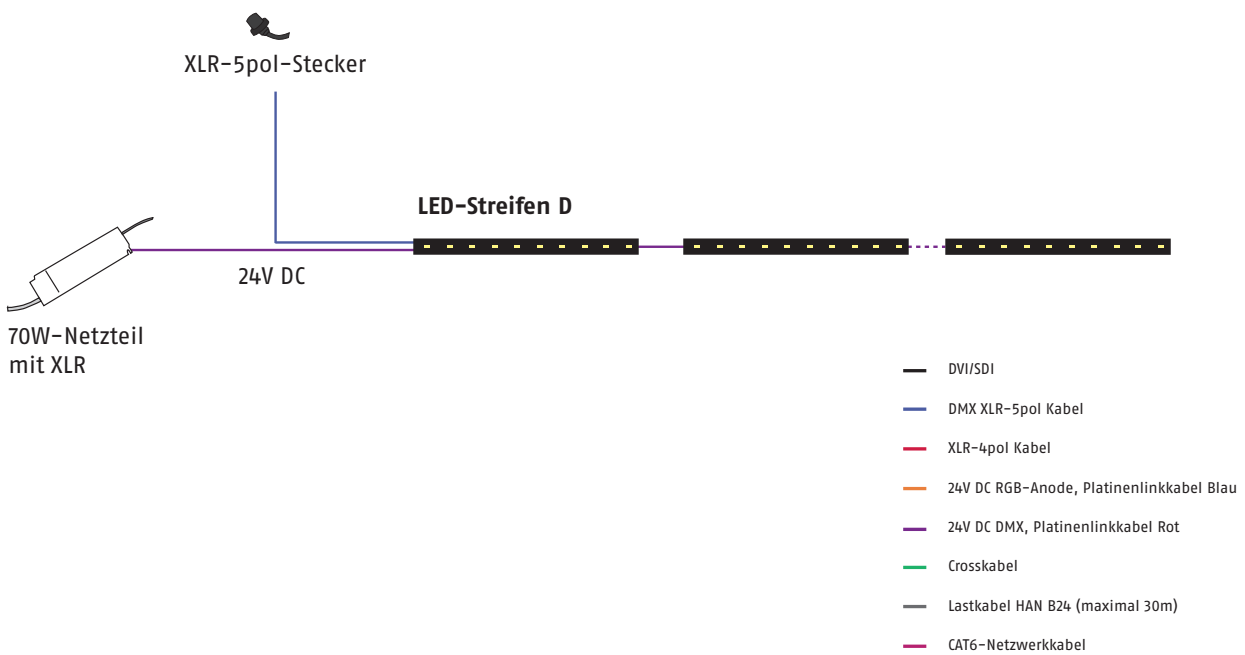 XLR-5pol-Stecker
LED-Streifen D
24V DC
70W-Netzteil
mit XLR
DVI/SDI
DMX XLR-5pol Kabel
XLR-4pol Kabel
24V DC RGB-Anode, Platinenlinkkabel Blau
24V DC DMX, Platinenlinkkabel Rot
Crosskabel
Lastkabel HAN B24 (maximal 30m)
CAT6-Netzwerkkabel